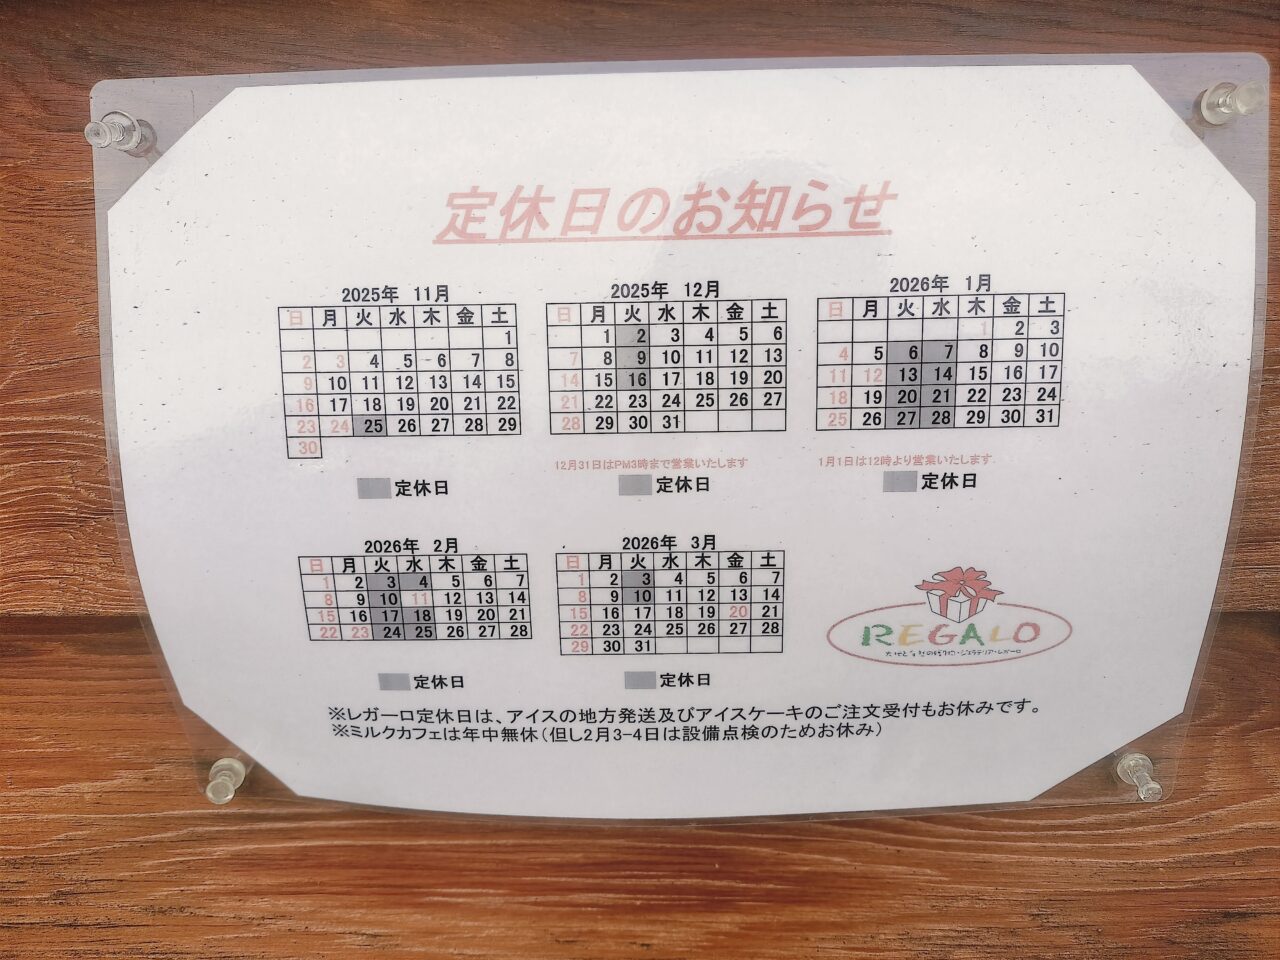 定休日のお知らせ
2025年 11月
日 月 火 水 木 金 土
1
2 3 4 5 6 7 8
9 10 11 12 13 14 15
16 17 18 19 20 21 22
23 24 25 26 27 28 29
30
定休日
2025年 12月
日 月 火 水 木 金 土
1 2 3 4 5 6
7 8 9 10 11 12 13
14 15 16 17 18 19 20
21 22 23 24 25 26 27
28 29 30 31
12月31日はPM3時まで営業いたします
定休日
2026年 1月
日 月 火 水 木 金 土
1 2 3
4 5 6 7 8 9 10
11 12 13 14 15 16 17
18 19 20 21 22 23 24
25 26 27 28 29 30 31
1月1日は12時より営業いたします
定休日
2026年 2月
日 月 火 水 木 金 土
1 2 3 4 5 6 7
8 9 10 11 12 13 14
15 16 17 18 19 20 21
22 23 24 25 26 27 28
定休日
2026年 3月
日 月 火 水 木 金 土
1 2 3 4 5 6 7
8 9 10 11 12 13 14
15 16 17 18 19 20 21
22 23 24 25 26 27 28
29 30 31
定休日
REGALO
※レガーロ定休日は、アイスの地方発送及びアイスケーキのご注文受付もお休みです。
※ミルクカフェは年中無休(但し2月3-4日は設備点検のためお休み)